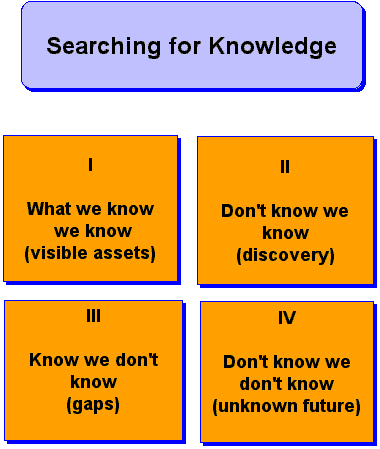 Searching for Knowledge
I
What we know
we know
(visible assets)
II
Don't know we
know
(discovery)
III
Know we don't
know
(gaps)
IV
Don't know we
don't know
(unknown future)